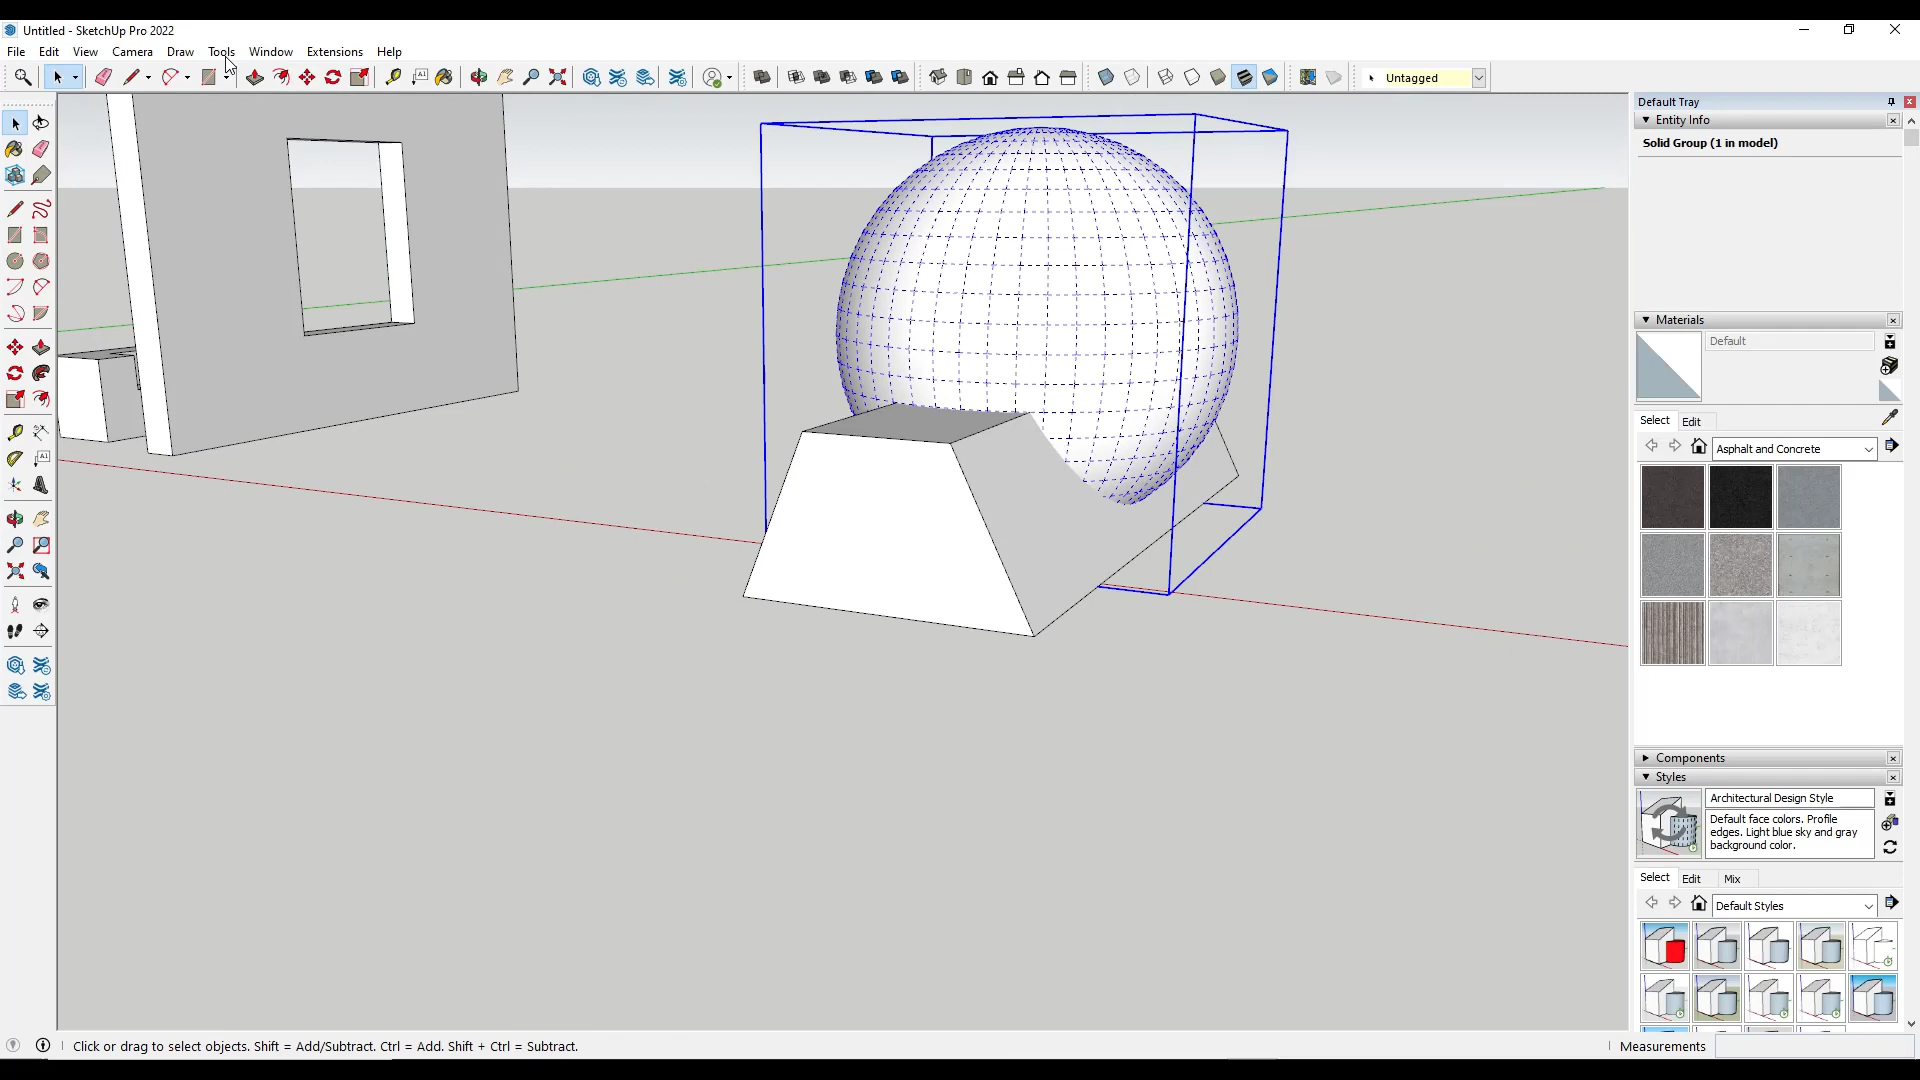 Untitled - SketchUp Pro 2022
File Edit View Camera Draw Tools Window Extensions Help
Untagged
Default Tray
Entity Info
Solid Group (1 in model)
Materials
Default
Select Edit
Asphalt and Concrete
Components
Styles
Architectural Design Style
Default face colors. Profile
edges. Light blue sky and gray
background color.
Select Edit Mix
Default Styles
Click or drag to select objects. Shift = Add/Subtract. Ctrl = Add. Shift + Ctrl = Subtract.
Measurements